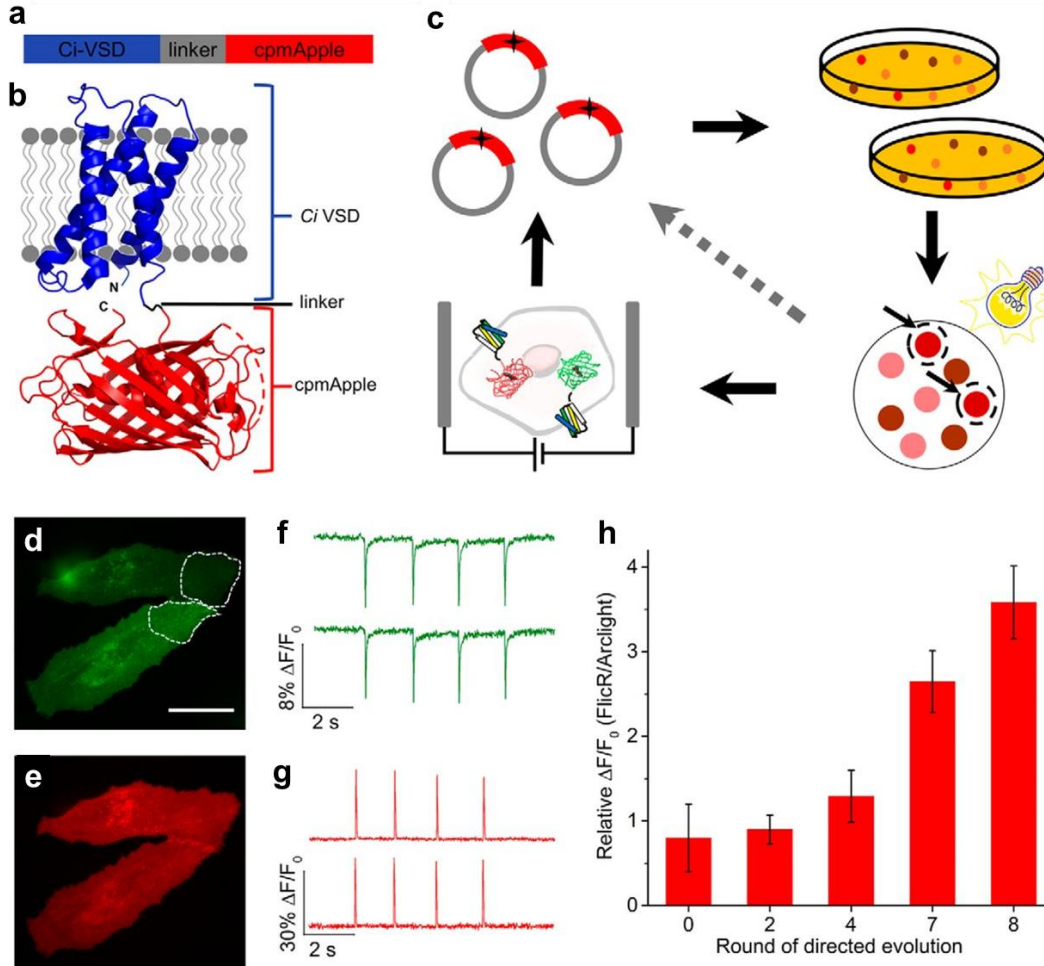 a
Ci-VSD linker cpmApple
b
Ci VSD
N
C
linker
cpmApple
c
d
e
f
8% ΔF/F0
2 s
g
30% ΔF/F0
2 s
h
Relative ΔF/F0 (FlicR/Arclight)
4
3
2
1
0
0 2 4 7 8
Round of directed evolution